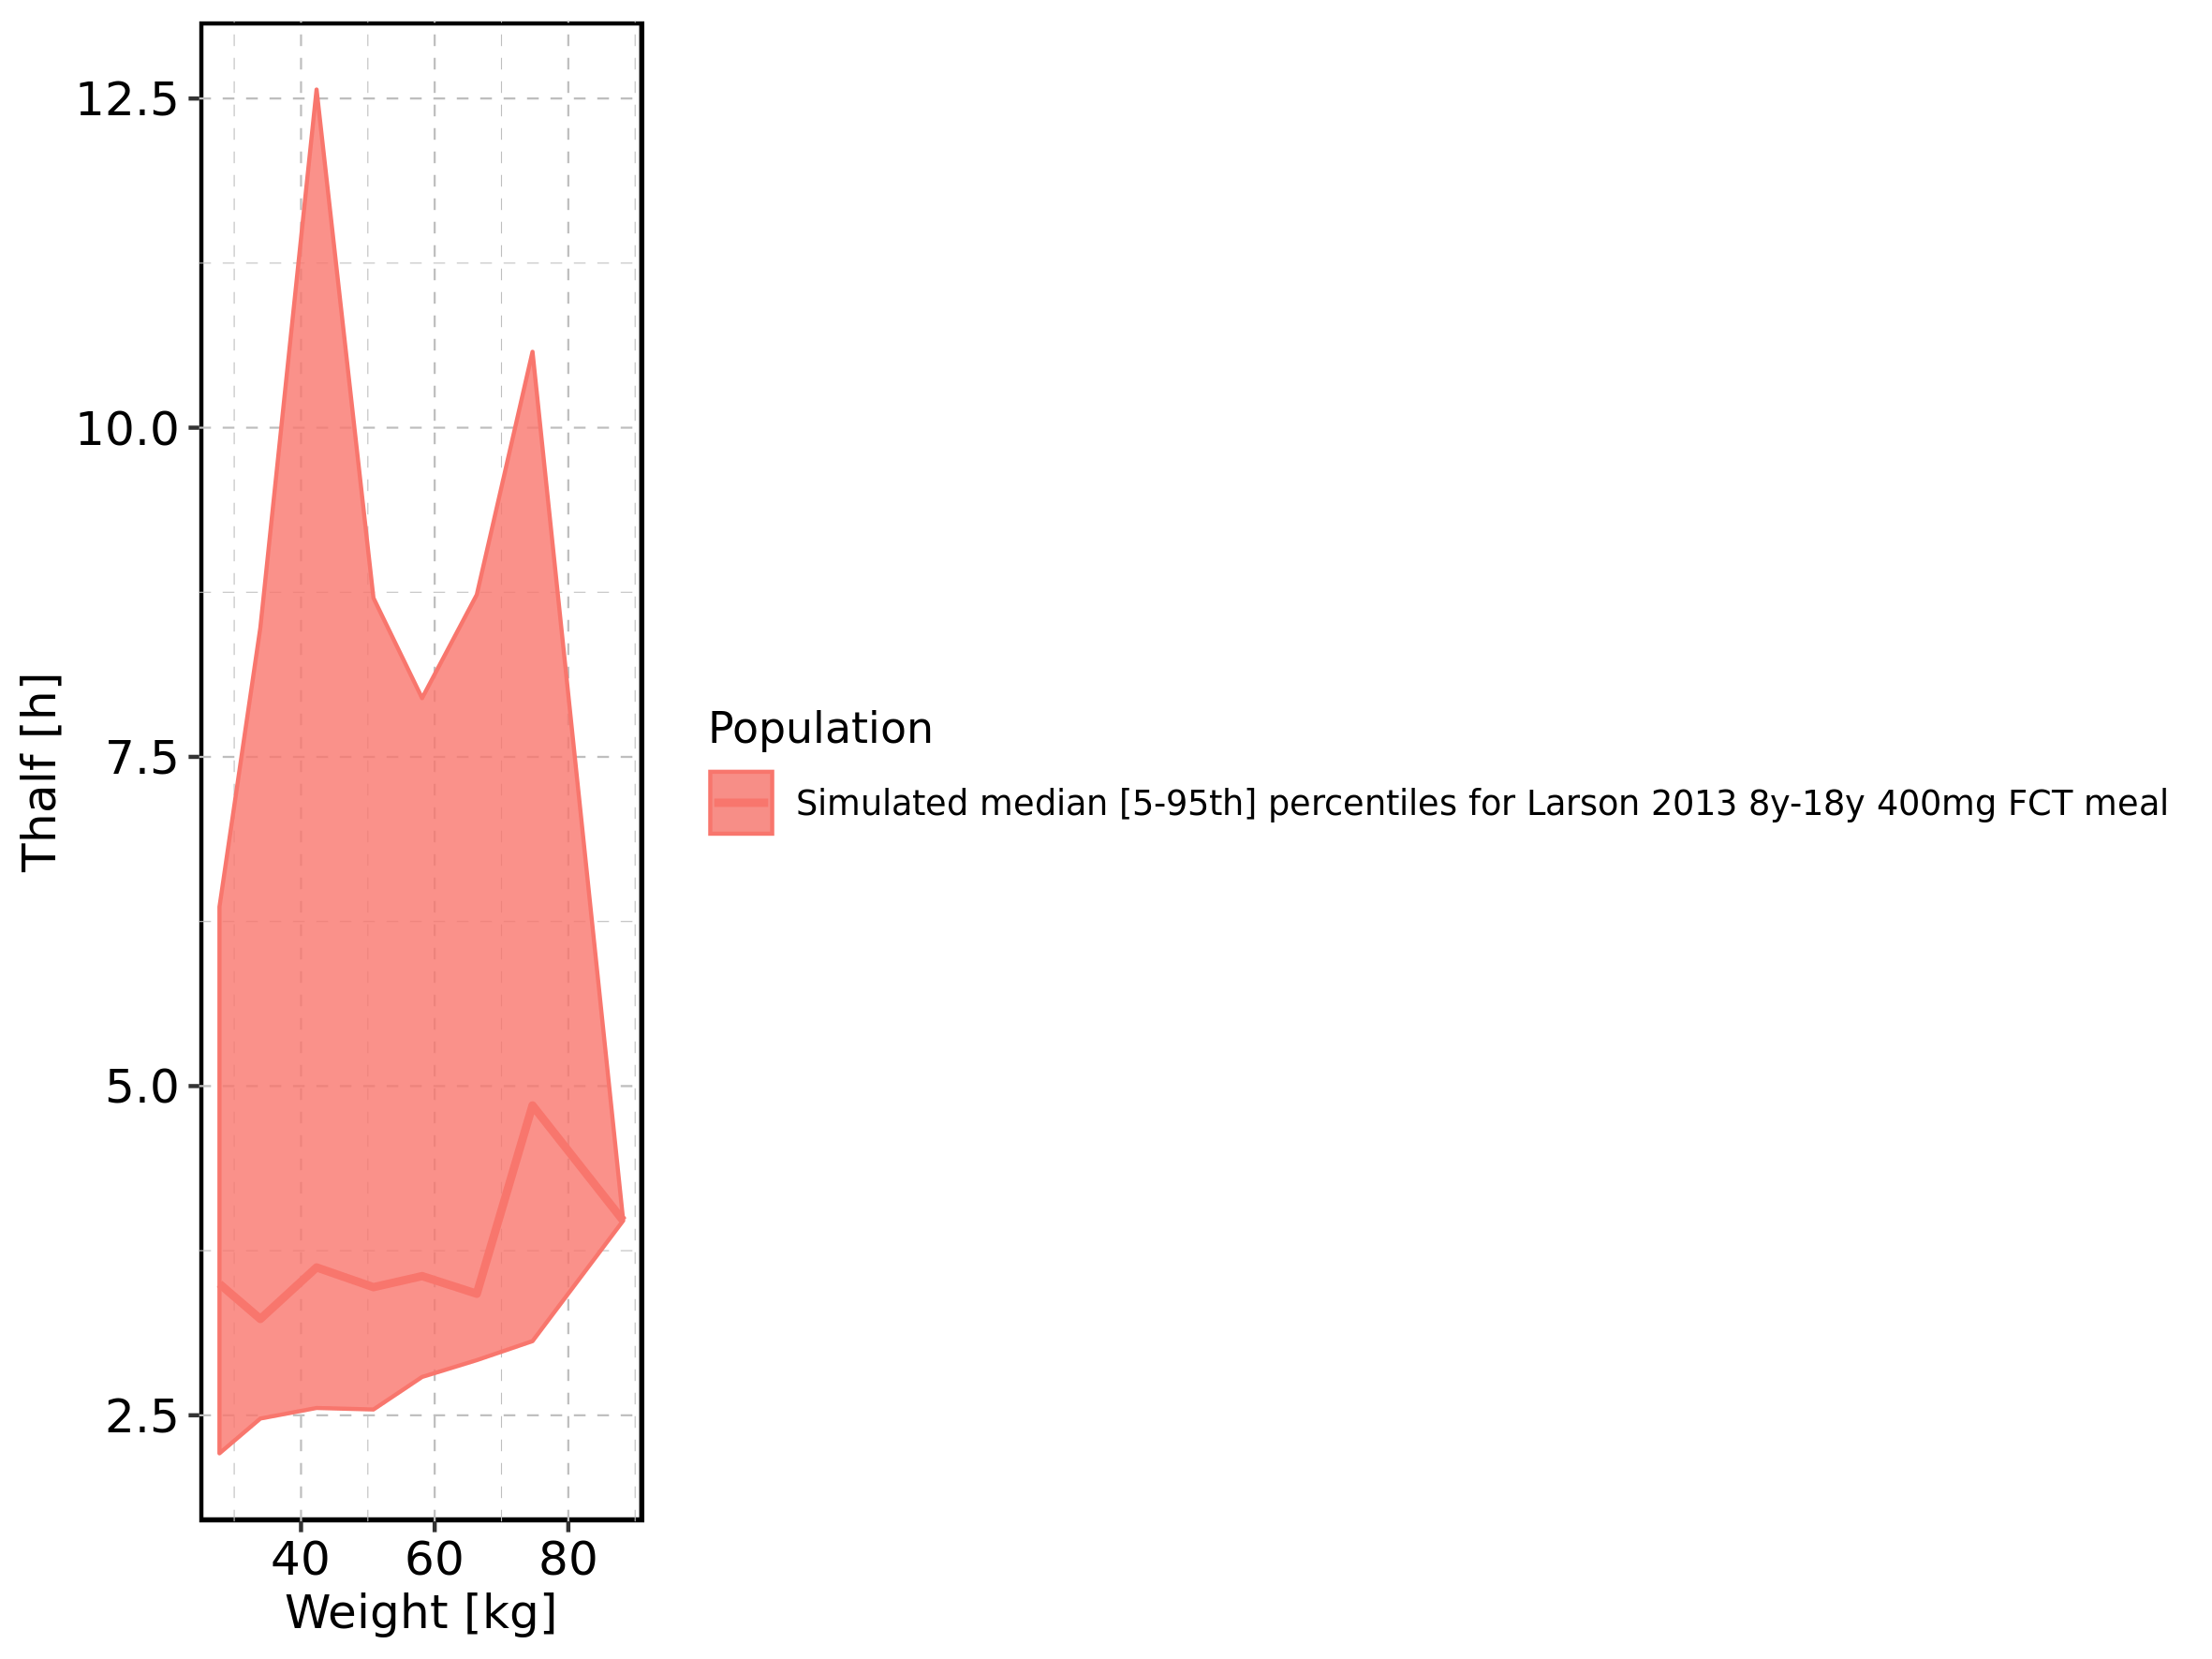 12.5
10.0
7.5
5.0
2.5
Thalf [h]
40 60 80
Weight [kg]
Population
Simulated median [5-95th] percentiles for Larson 2013 8y-18y 400mg FCT meal